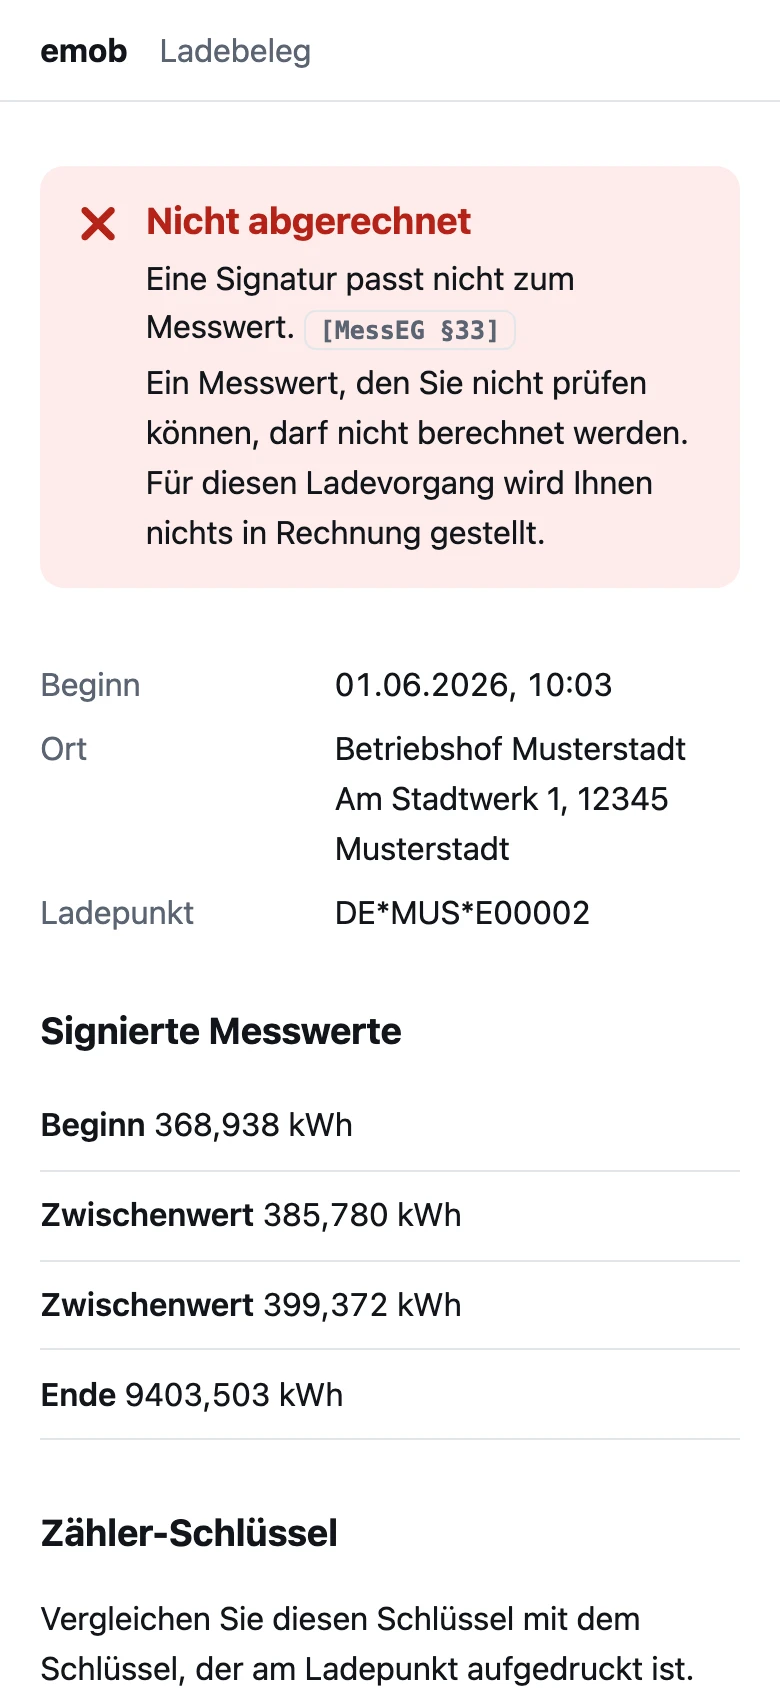 emob Ladebeleg
Nicht abgerechnet
Eine Signatur passt nicht zum
Messwert. [MessEG §33]
Ein Messwert, den Sie nicht prüfen
können, darf nicht berechnet werden.
Für diesen Ladevorgang wird Ihnen
nichts in Rechnung gestellt.
Beginn 01.06.2026, 10:03
Ort Betriebshof Musterstadt
Am Stadtwerk 1, 12345
Musterstadt
Ladepunkt DE*MUS*E00002
Signierte Messwerte
Beginn 368,938 kWh
Zwischenwert 385,780 kWh
Zwischenwert 399,372 kWh
Ende 9403,503 kWh
Zähler-Schlüssel
Vergleichen Sie diesen Schlüssel mit dem
Schlüssel, der am Ladepunkt aufgedruckt ist.